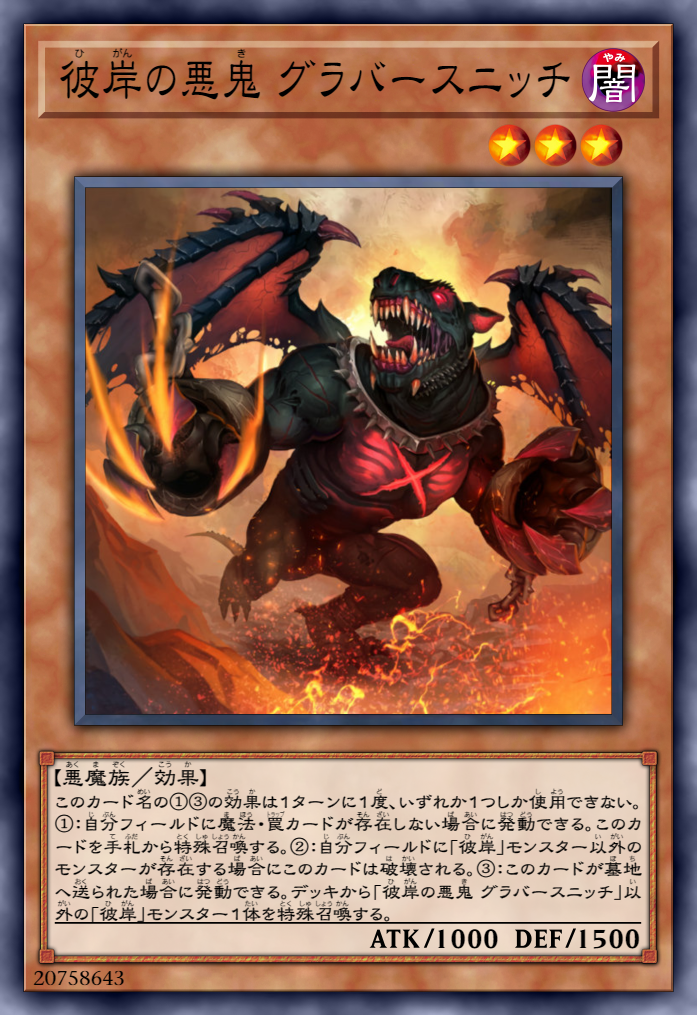 彼岸の悪鬼 グラバースニッチ
闇
【悪魔族／効果】
このカード名の①③の効果は１ターンに１度、いずれか１つしか使用できない。
①：自分フィールドに魔法・罠カードが存在しない場合に発動できる。このカ
ードを手札から特殊召喚する。②：自分フィールドに「彼岸」モンスター以外の
モンスターが存在する場合にこのカードは破壊される。③：このカードが墓地
へ送られた場合に発動できる。デッキから「彼岸の悪鬼 グラバースニッチ」以
外の「彼岸」モンスター１体を特殊召喚する。
ATK/1000 DEF/1500
20758643